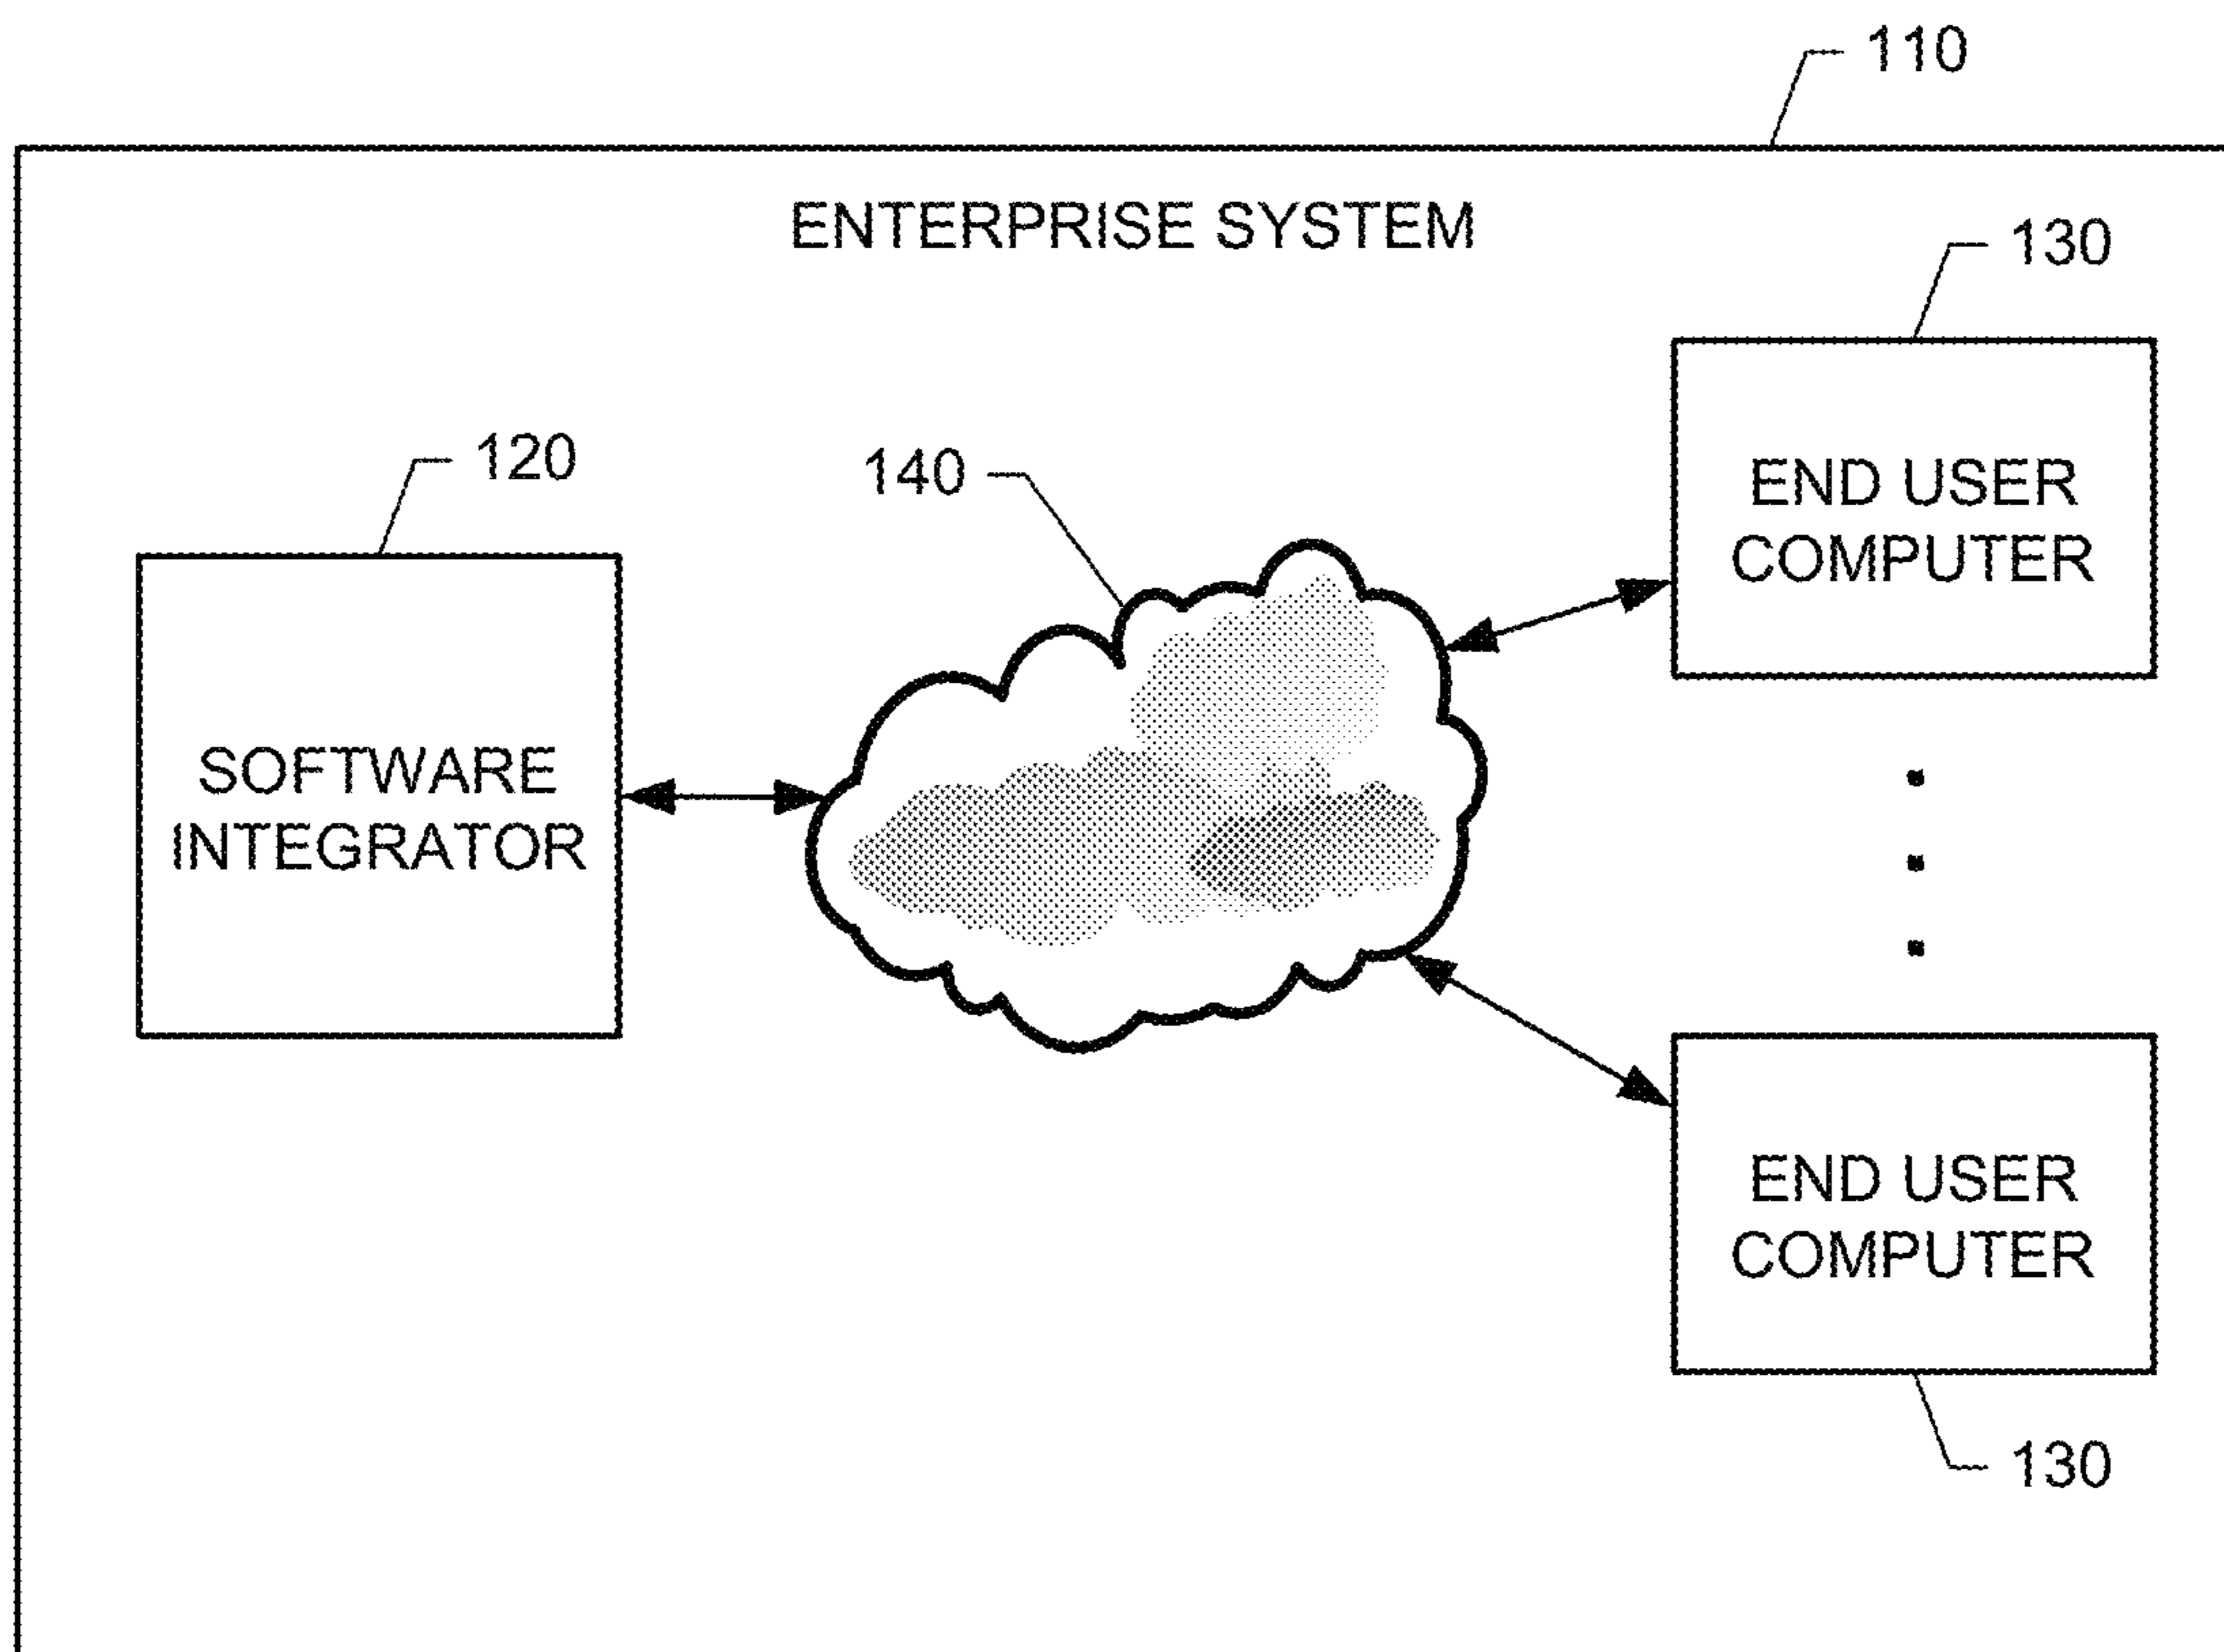 110
ENTERPRISE SYSTEM
130
120
140
END USER
COMPUTER
SOFTWARE
INTEGRATOR
END USER
COMPUTER
130